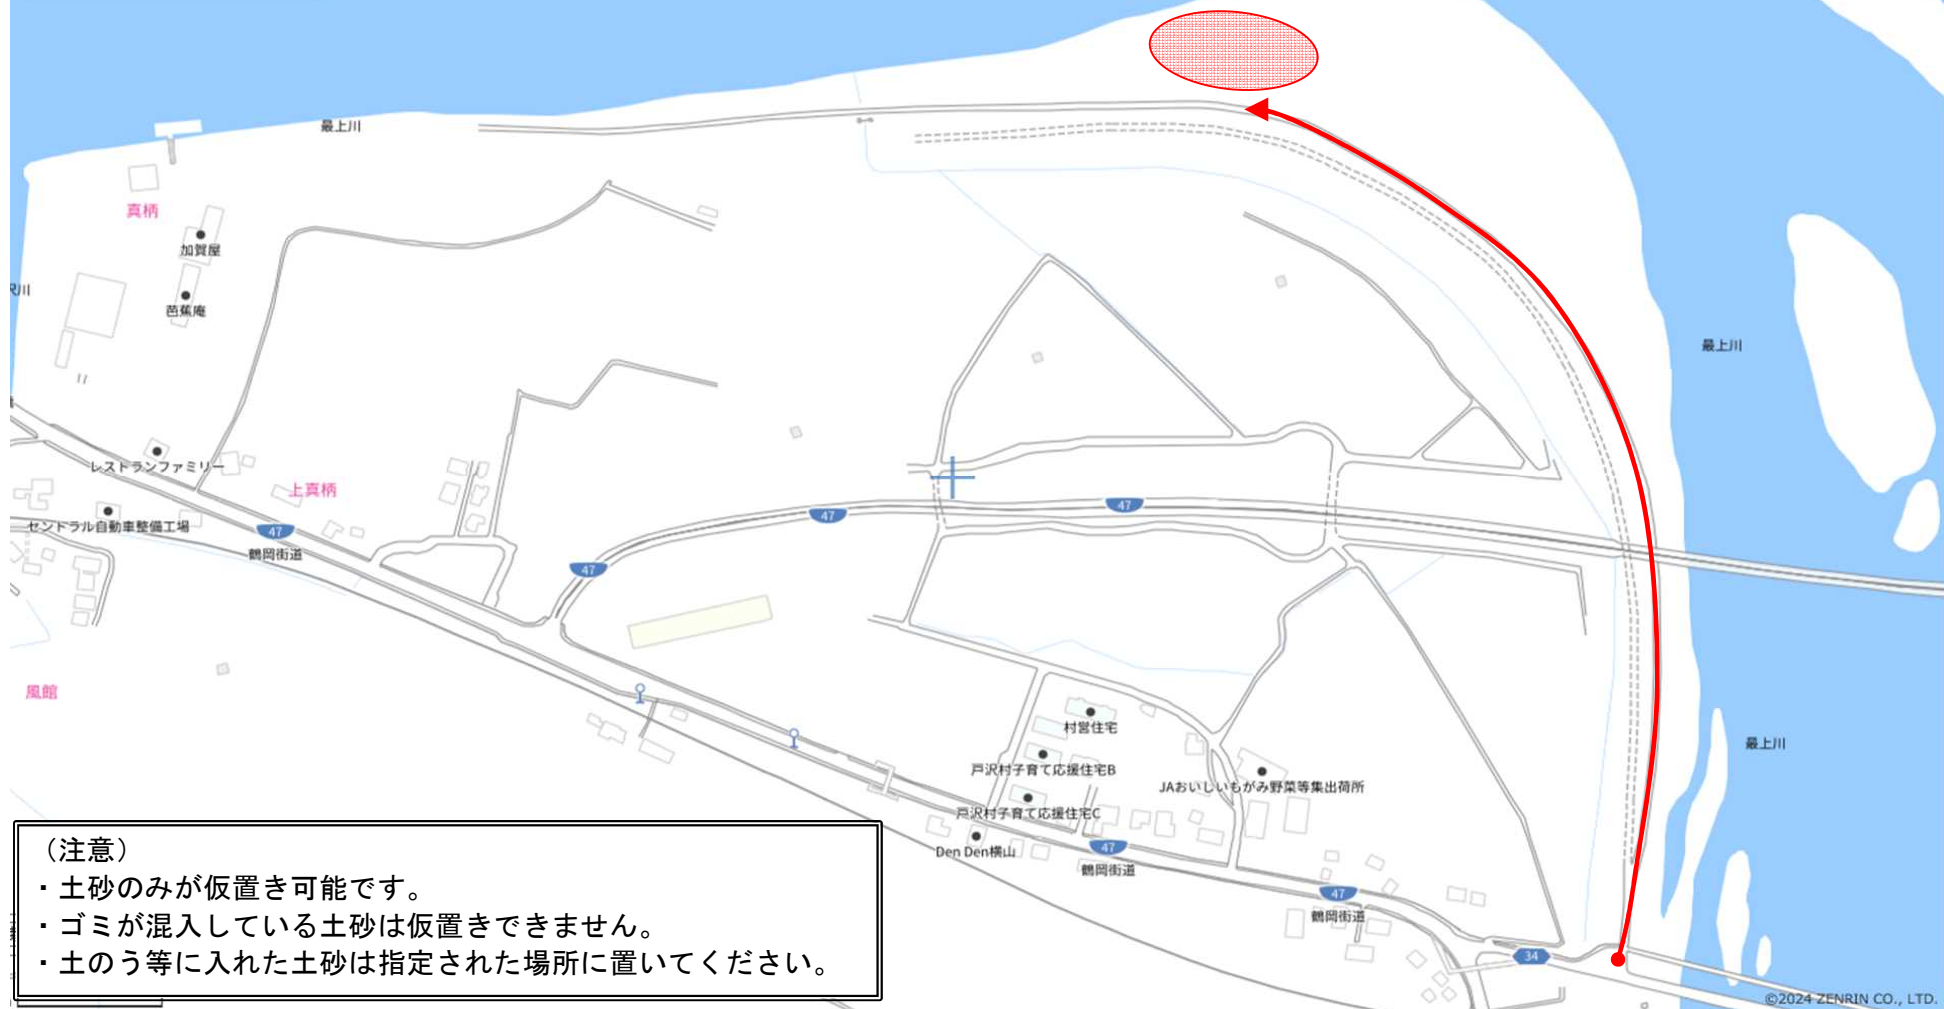 最上川
真柄
加賀屋
芭蕉庵
沢川
最上川
レストランファミリー
上真柄
セントラル自動車整備工場
47
鶴岡街道
47
47
47
風館
最上川
村営住宅
戸沢村子育て応援住宅B
JAおいしいもがみ野菜等集出荷所
戸沢村子育て応援住宅C
Den Den横山
47
鶴岡街道
47
鶴岡街道
34
（注意）
・土砂のみが仮置き可能です。
・ゴミが混入している土砂は仮置きできません。
・土のう等に入れた土砂は指定された場所に置いてください。
©2024 ZENRIN CO., LTD.